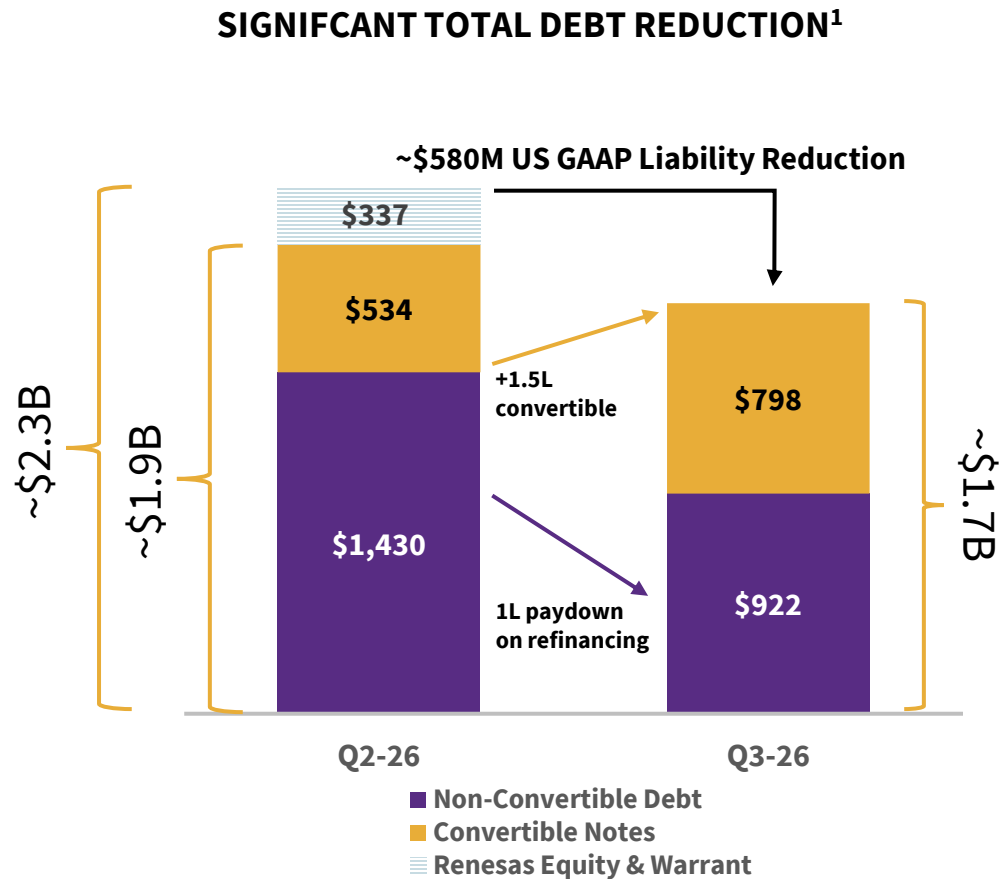 SIGNIFCANT TOTAL DEBT REDUCTION¹
~$580M US GAAP Liability Reduction
$337
$534
+1.5L
convertible
$798
~$2.3B
~$1.9B
~$1.7B
$1,430
1L paydown
on refinancing
$922
Q2-26
Q3-26
Non-Convertible Debt
Convertible Notes
Renesas Equity & Warrant